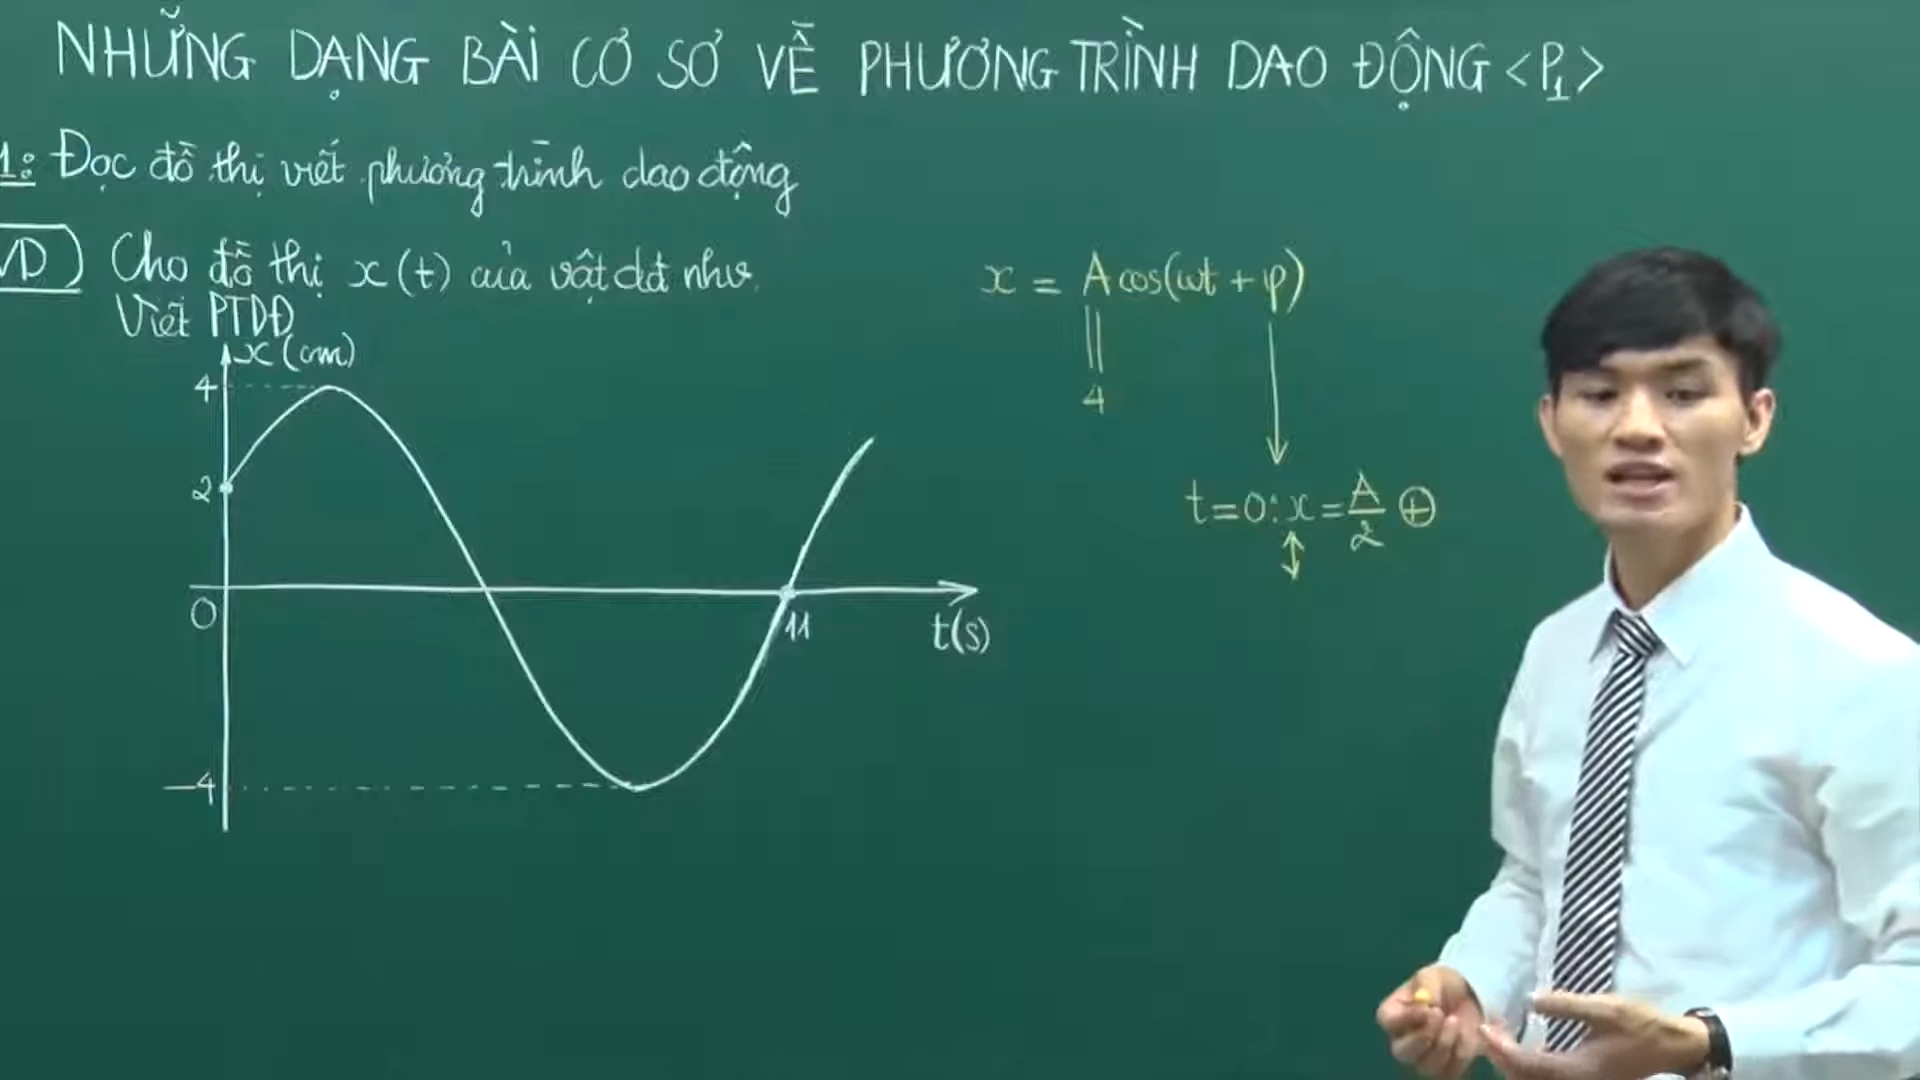 NHỮNG DẠNG BÀI CƠ SỞ VỀ PHƯƠNG TRÌNH DAO ĐỘNG <P1>
1: Đọc đồ thị viết phương trình dao động
VD) Cho đồ thị x(t) của vật dđ như.
Viết PTDĐ
x(cm)
4
2
0
-4
11
t(s)
x = A cos(ωt + φ)
4
t=0: x = A/2 ⊕